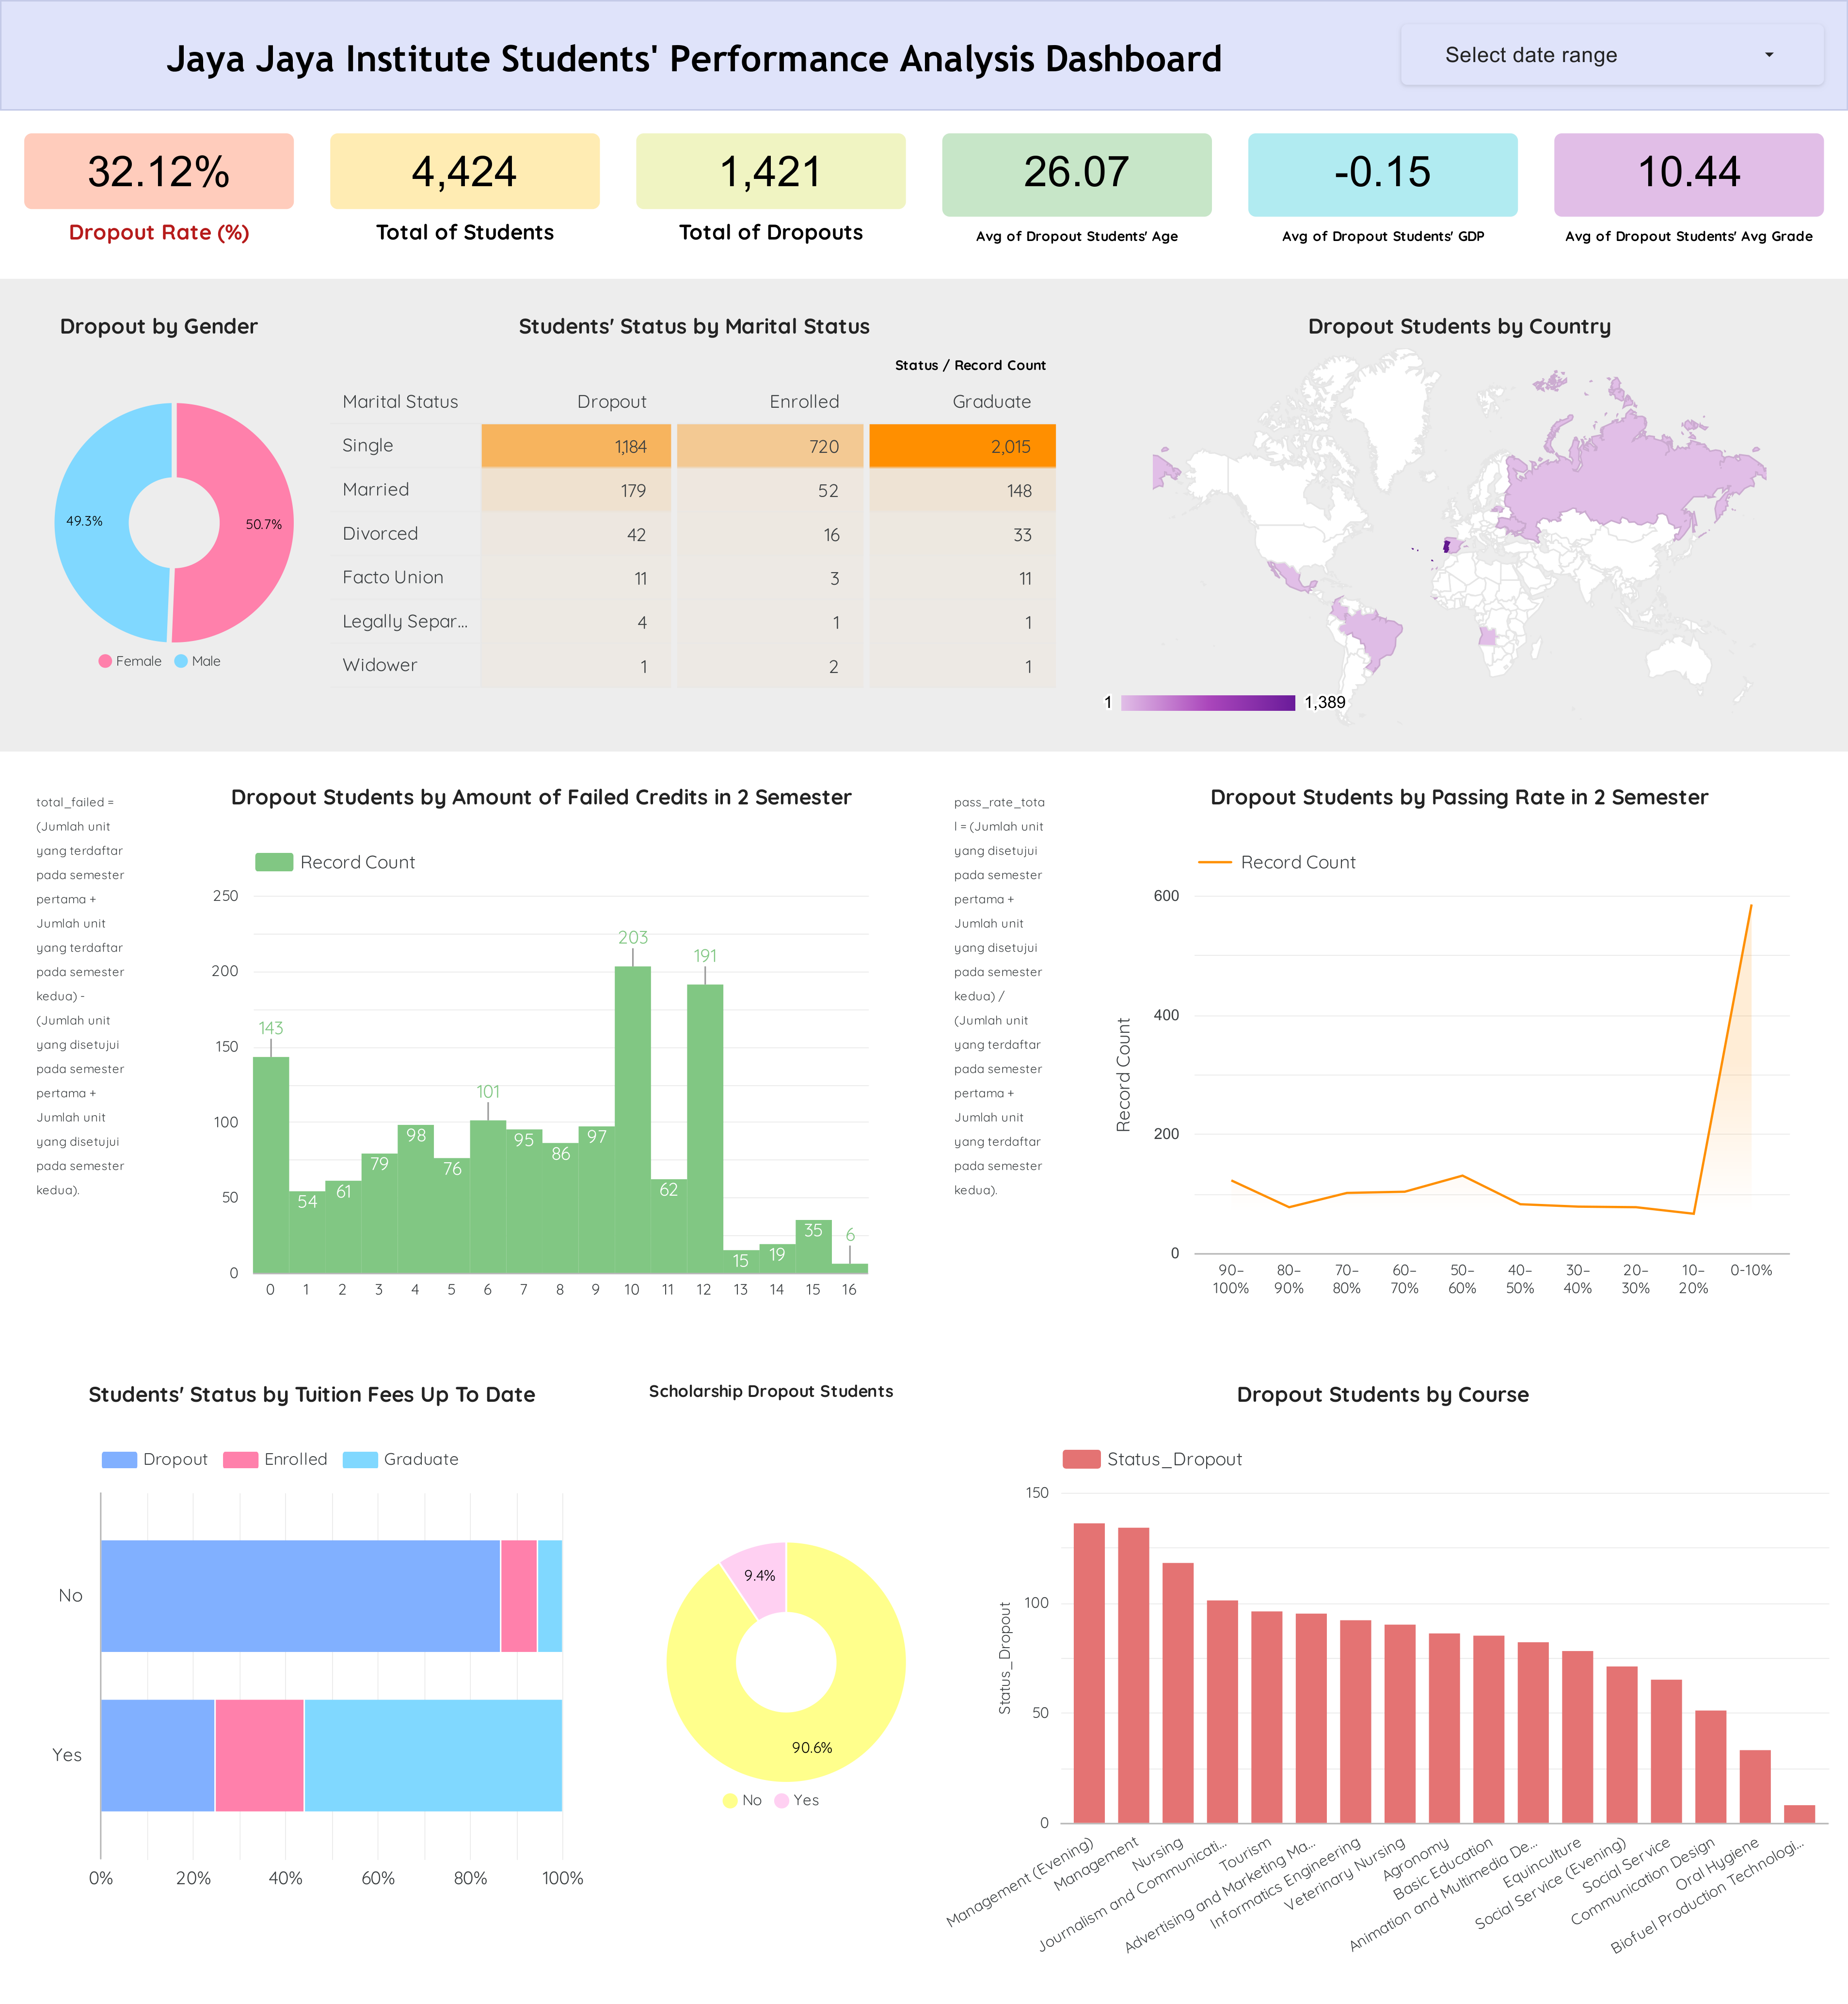 Jaya Jaya Institute Students' Performance Analysis Dashboard
Select date range
32.12%
4,424
1,421
26.07
-0.15
10.44
Dropout Rate (%)
Total of Students
Total of Dropouts
Avg of Dropout Students' Age
Avg of Dropout Students' GDP
Avg of Dropout Students' Avg Grade
Dropout by Gender
49.3%
50.7%
Female
Male
Students' Status by Marital Status
Status / Record Count
Marital Status Dropout Enrolled Graduate
Single 1,184 720 2,015
Married 179 52 148
Divorced 42 16 33
Facto Union 11 3 11
Legally Separ... 4 1 1
Widower 1 2 1
Dropout Students by Country
1
1,389
total_failed =
(Jumlah unit
yang terdaftar
pada semester
pertama +
Jumlah unit
yang terdaftar
pada semester
kedua) -
(Jumlah unit
yang disetujui
pada semester
pertama +
Jumlah unit
yang disetujui
pada semester
kedua).
Dropout Students by Amount of Failed Credits in 2 Semester
Record Count
250
200
150
100
50
0
143
54
61
79
98
76
101
95
86
97
203
62
191
15
19
35
6
0 1 2 3 4 5 6 7 8 9 10 11 12 13 14 15 16
pass_rate_tota
l = (Jumlah unit
yang disetujui
pada semester
pertama +
Jumlah unit
yang disetujui
pada semester
kedua) /
(Jumlah unit
yang terdaftar
pada semester
pertama +
Jumlah unit
yang terdaftar
pada semester
kedua).
Dropout Students by Passing Rate in 2 Semester
Record Count
Record Count
600
400
200
0
90–
100%
80–
90%
70–
80%
60–
70%
50–
60%
40–
50%
30–
40%
20–
30%
10–
20%
0-10%
Students' Status by Tuition Fees Up To Date
Dropout
Enrolled
Graduate
No
Yes
0% 20% 40% 60% 80% 100%
Scholarship Dropout Students
9.4%
90.6%
No
Yes
Dropout Students by Course
Status_Dropout
Status_Dropout
150
100
50
0
Management (Evening)
Management
Nursing
Journalism and Communicati...
Tourism
Advertising and Marketing Ma...
Informatics Engineering
Veterinary Nursing
Agronomy
Basic Education
Animation and Multimedia De...
Equinculture
Social Service (Evening)
Social Service
Communication Design
Oral Hygiene
Biofuel Production Technologi...